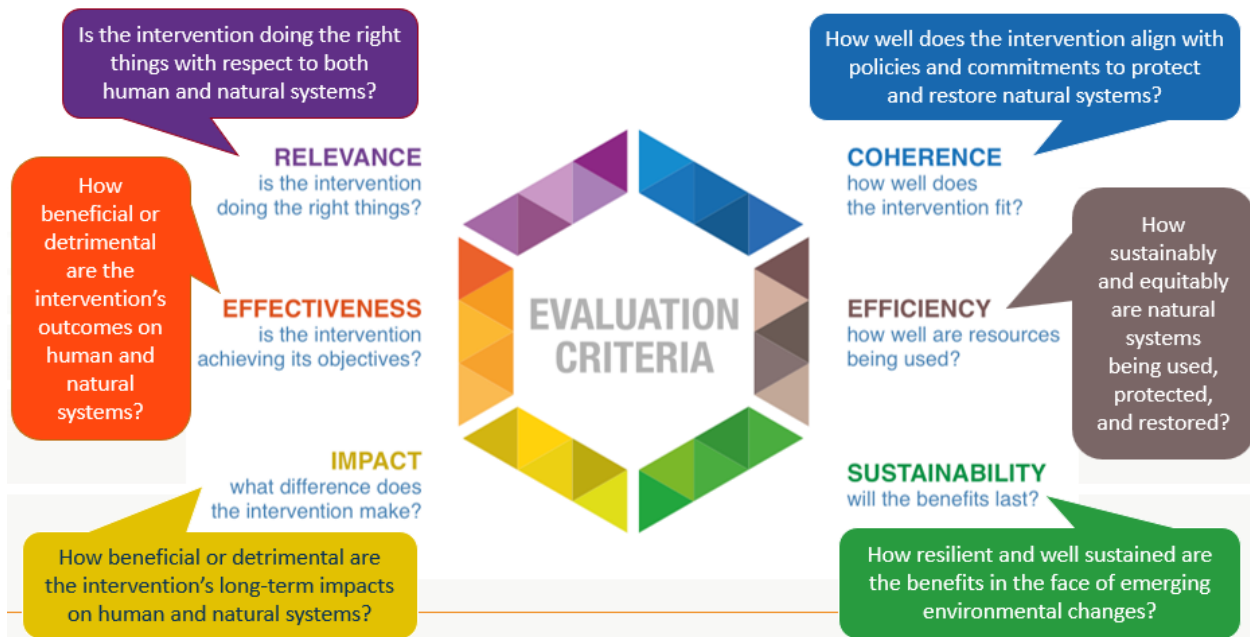 Is the intervention doing the right
things with respect to both
human and natural systems?
How well does the intervention align with
policies and commitments to protect
and restore natural systems?
RELEVANCE
is the intervention
doing the right things?
COHERENCE
how well does
the intervention fit?
How
beneficial or
detrimental
are the
intervention’s
outcomes on
human and
natural
systems?
EFFECTIVENESS
is the intervention
achieving its objectives?
EVALUATION
CRITERIA
EFFICIENCY
how well are resources
being used?
How
sustainably
and equitably
are natural
systems
being used,
protected,
and restored?
IMPACT
what difference does
the intervention make?
SUSTAINABILITY
will the benefits last?
How beneficial or detrimental are
the intervention’s long-term impacts
on human and natural systems?
How resilient and well sustained are
the benefits in the face of emerging
environmental changes?